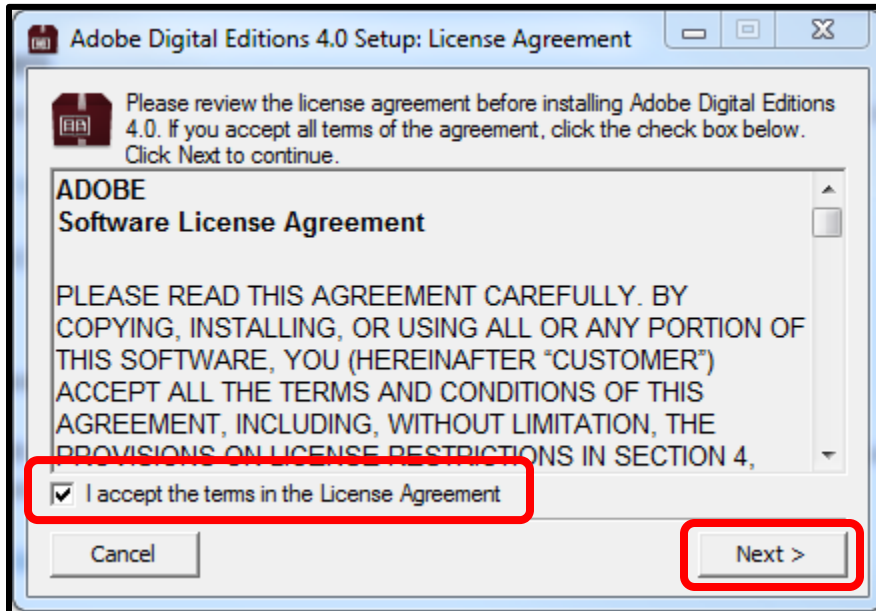 Adobe Digital Editions 4.0 Setup: License Agreement
Please review the license agreement before installing Adobe Digital Editions
4.0. If you accept all terms of the agreement, click the check box below.
Click Next to continue.
ADOBE
Software License Agreement
PLEASE READ THIS AGREEMENT CAREFULLY. BY
COPYING, INSTALLING, OR USING ALL OR ANY PORTION OF
THIS SOFTWARE, YOU (HEREINAFTER “CUSTOMER”)
ACCEPT ALL THE TERMS AND CONDITIONS OF THIS
AGREEMENT, INCLUDING, WITHOUT LIMITATION, THE
PROVISIONS ON LICENSE RESTRICTIONS IN SECTION 4,
I accept the terms in the License Agreement
Cancel
Next >